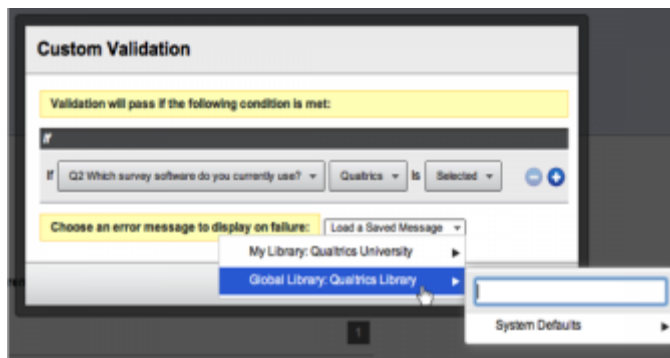 Custom Validation
Validation will pass if the following condition is met:
If
If Q2 Which survey software do you currently use? Qualtrics Is Selected
Choose an error message to display on failure: Load a Saved Message
My Library: Qualtrics University
Global Library: Qualtrics Library
System Defaults
1